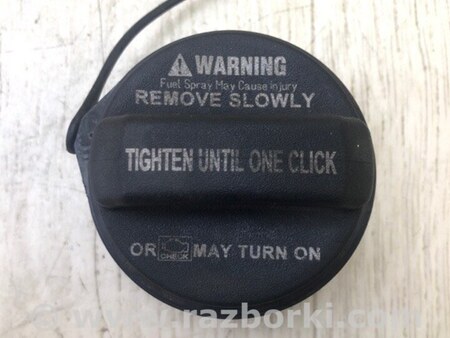 WARNING
Fuel Spray May Cause Injury
REMOVE SLOWLY
TIGHTEN UNTIL ONE CLICK
OR CHECK MAY TURN ON
www.razborki.com